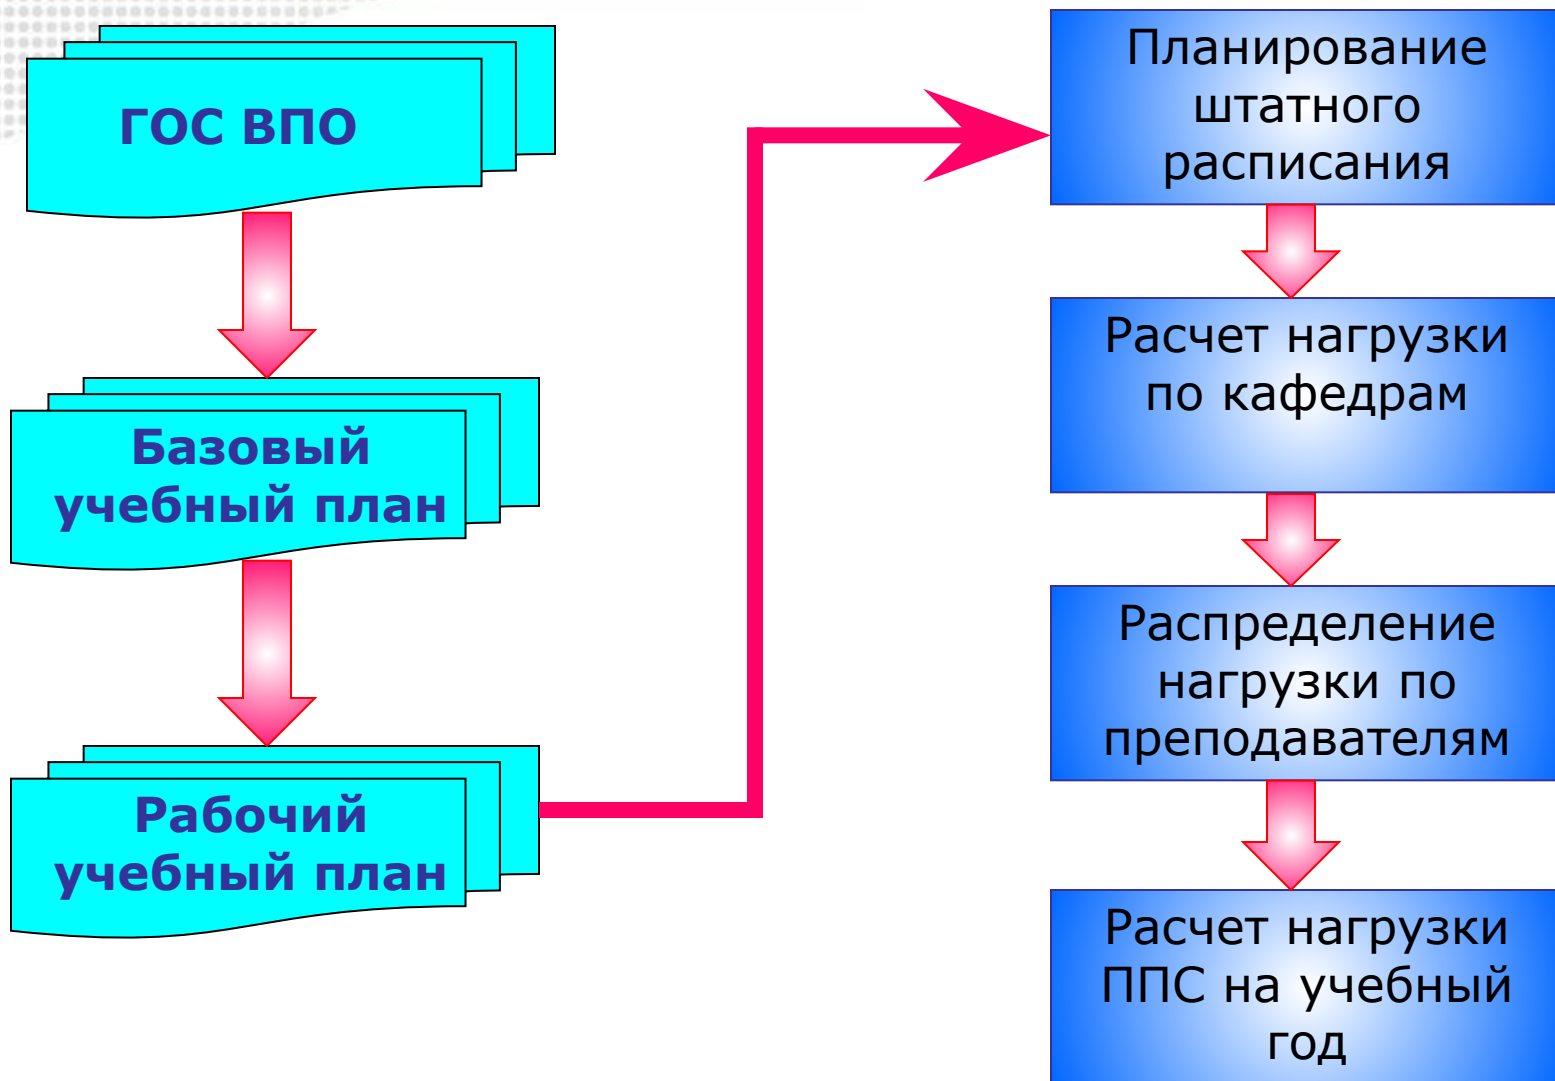 ГОС ВПО
Базовый
учебный план
Рабочий
учебный план
Планирование
штатного
расписания
Расчет нагрузки
по кафедрам
Распределение
нагрузки по
преподавателям
Расчет нагрузки
ППС на учебный
год